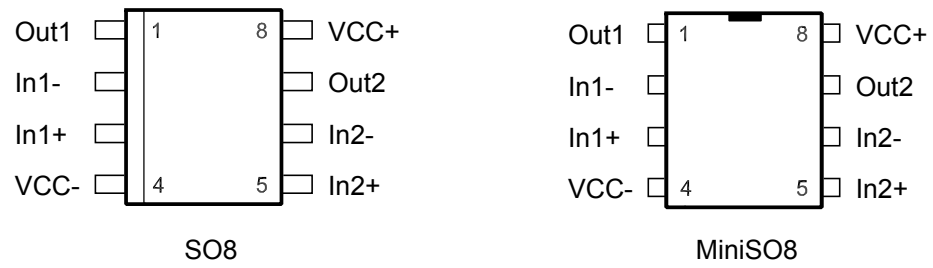 Out1 1 8 VCC+
In1- Out2
In1+ In2-
VCC- 4 5 In2+
SO8
Out1 1 8 VCC+
In1- Out2
In1+ In2-
VCC- 4 5 In2+
MiniSO8